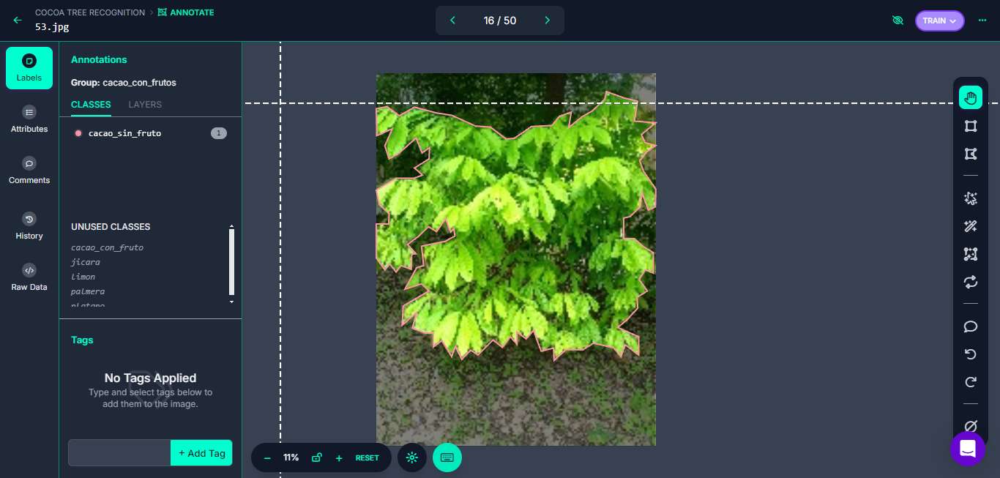 COCOA TREE RECOGNITION > ANNOTATE
53.jpg
16 / 50
TRAIN
Labels
Attributes
Comments
History
Raw Data
Annotations
Group: cacao_con_frutos
CLASSES LAYERS
cacao_sin_fruto 1
UNUSED CLASSES
cacao_con_fruto
jicara
limon
palmera
platano
Tags
No Tags Applied
Type and select tags below to
add them to the image.
+ Add Tag
− 11% + RESET